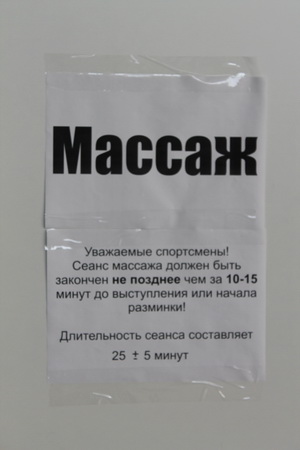 Массаж
Уважаемые спортсмены!
Сеанс массажа должен быть
закончен не позднее чем за 10-15
минут до выступления или начала
разминки!
Длительность сеанса составляет
25 ± 5 минут